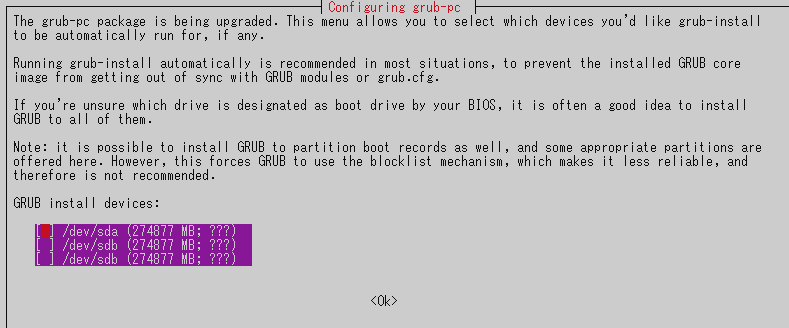 Configuring grub-pc
The grub-pc package is being upgraded. This menu allows you to select which devices you'd like grub-install
to be automatically run for, if any.
Running grub-install automatically is recommended in most situations, to prevent the installed GRUB core
image from getting out of sync with GRUB modules or grub.cfg.
If you're unsure which drive is designated as boot drive by your BIOS, it is often a good idea to install
GRUB to all of them.
Note: it is possible to install GRUB to partition boot records as well, and some appropriate partitions are
offered here. However, this forces GRUB to use the blocklist mechanism, which makes it less reliable, and
therefore is not recommended.
GRUB install devices:
[ ] /dev/sda (274877 MB; ???)
[ ] /dev/sdb (274877 MB; ???)
[ ] /dev/sdb (274877 MB; ???)
<Ok>